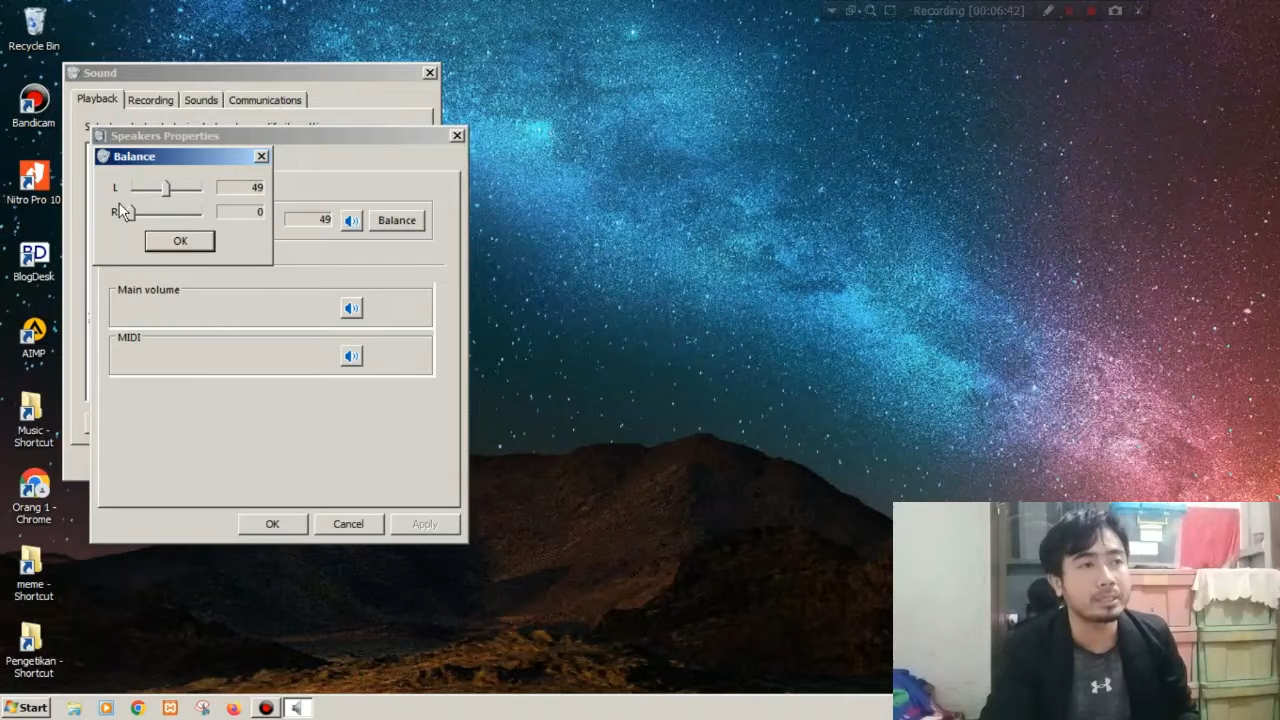 Recording [00:06:42]
Recycle Bin
Bandicam
Nitro Pro 10
BlogDesk
AIMP
Music -
Shortcut
Orang 1 -
Chrome
meme -
Shortcut
Pengetikan -
Shortcut
Sound
Playback
Recording
Sounds
Communications
Speakers Properties
Balance
L
49
R
0
OK
49
Balance
Main volume
MIDI
OK
Cancel
Apply
Start